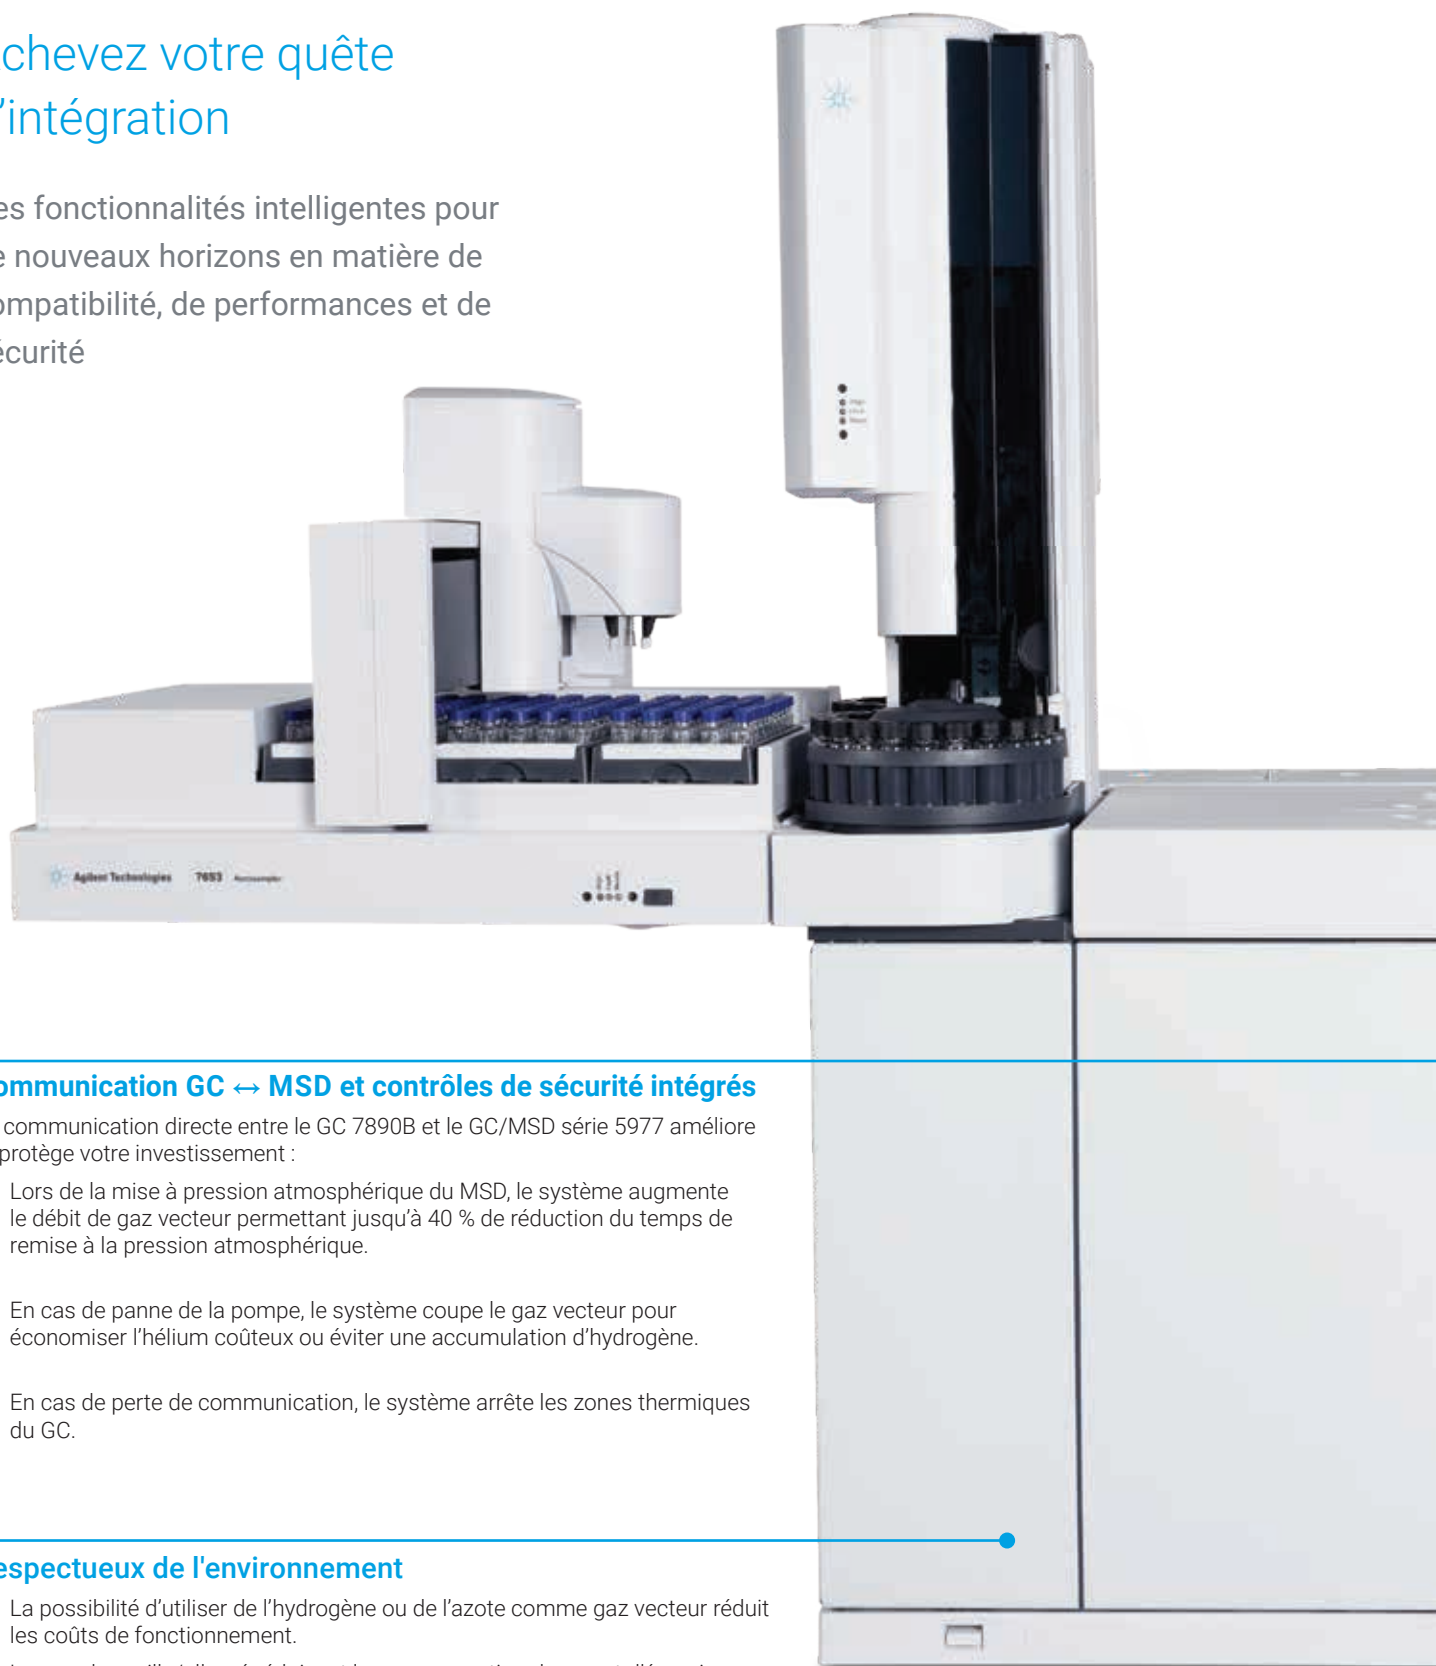 chevez votre quête
'intégration
es fonctionnalités intelligentes pour
e nouveaux horizons en matière de
ompatibilité, de performances et de
écurité
Agilent Technologies 7693 Autosampler
ommunication GC ↔ MSD et contrôles de sécurité intégrés
communication directe entre le GC 7890B et le GC/MSD série 5977 améliore
protège votre investissement :
Lors de la mise à pression atmosphérique du MSD, le système augmente
le débit de gaz vecteur permettant jusqu'à 40 % de réduction du temps de
remise à la pression atmosphérique.
En cas de panne de la pompe, le système coupe le gaz vecteur pour
économiser l'hélium coûteux ou éviter une accumulation d'hydrogène.
En cas de perte de communication, le système arrête les zones thermiques
du GC.
espectueux de l'environnement
La possibilité d'utiliser de l'hydrogène ou de l'azote comme gaz vecteur réduit
les coûts de fonctionnement.